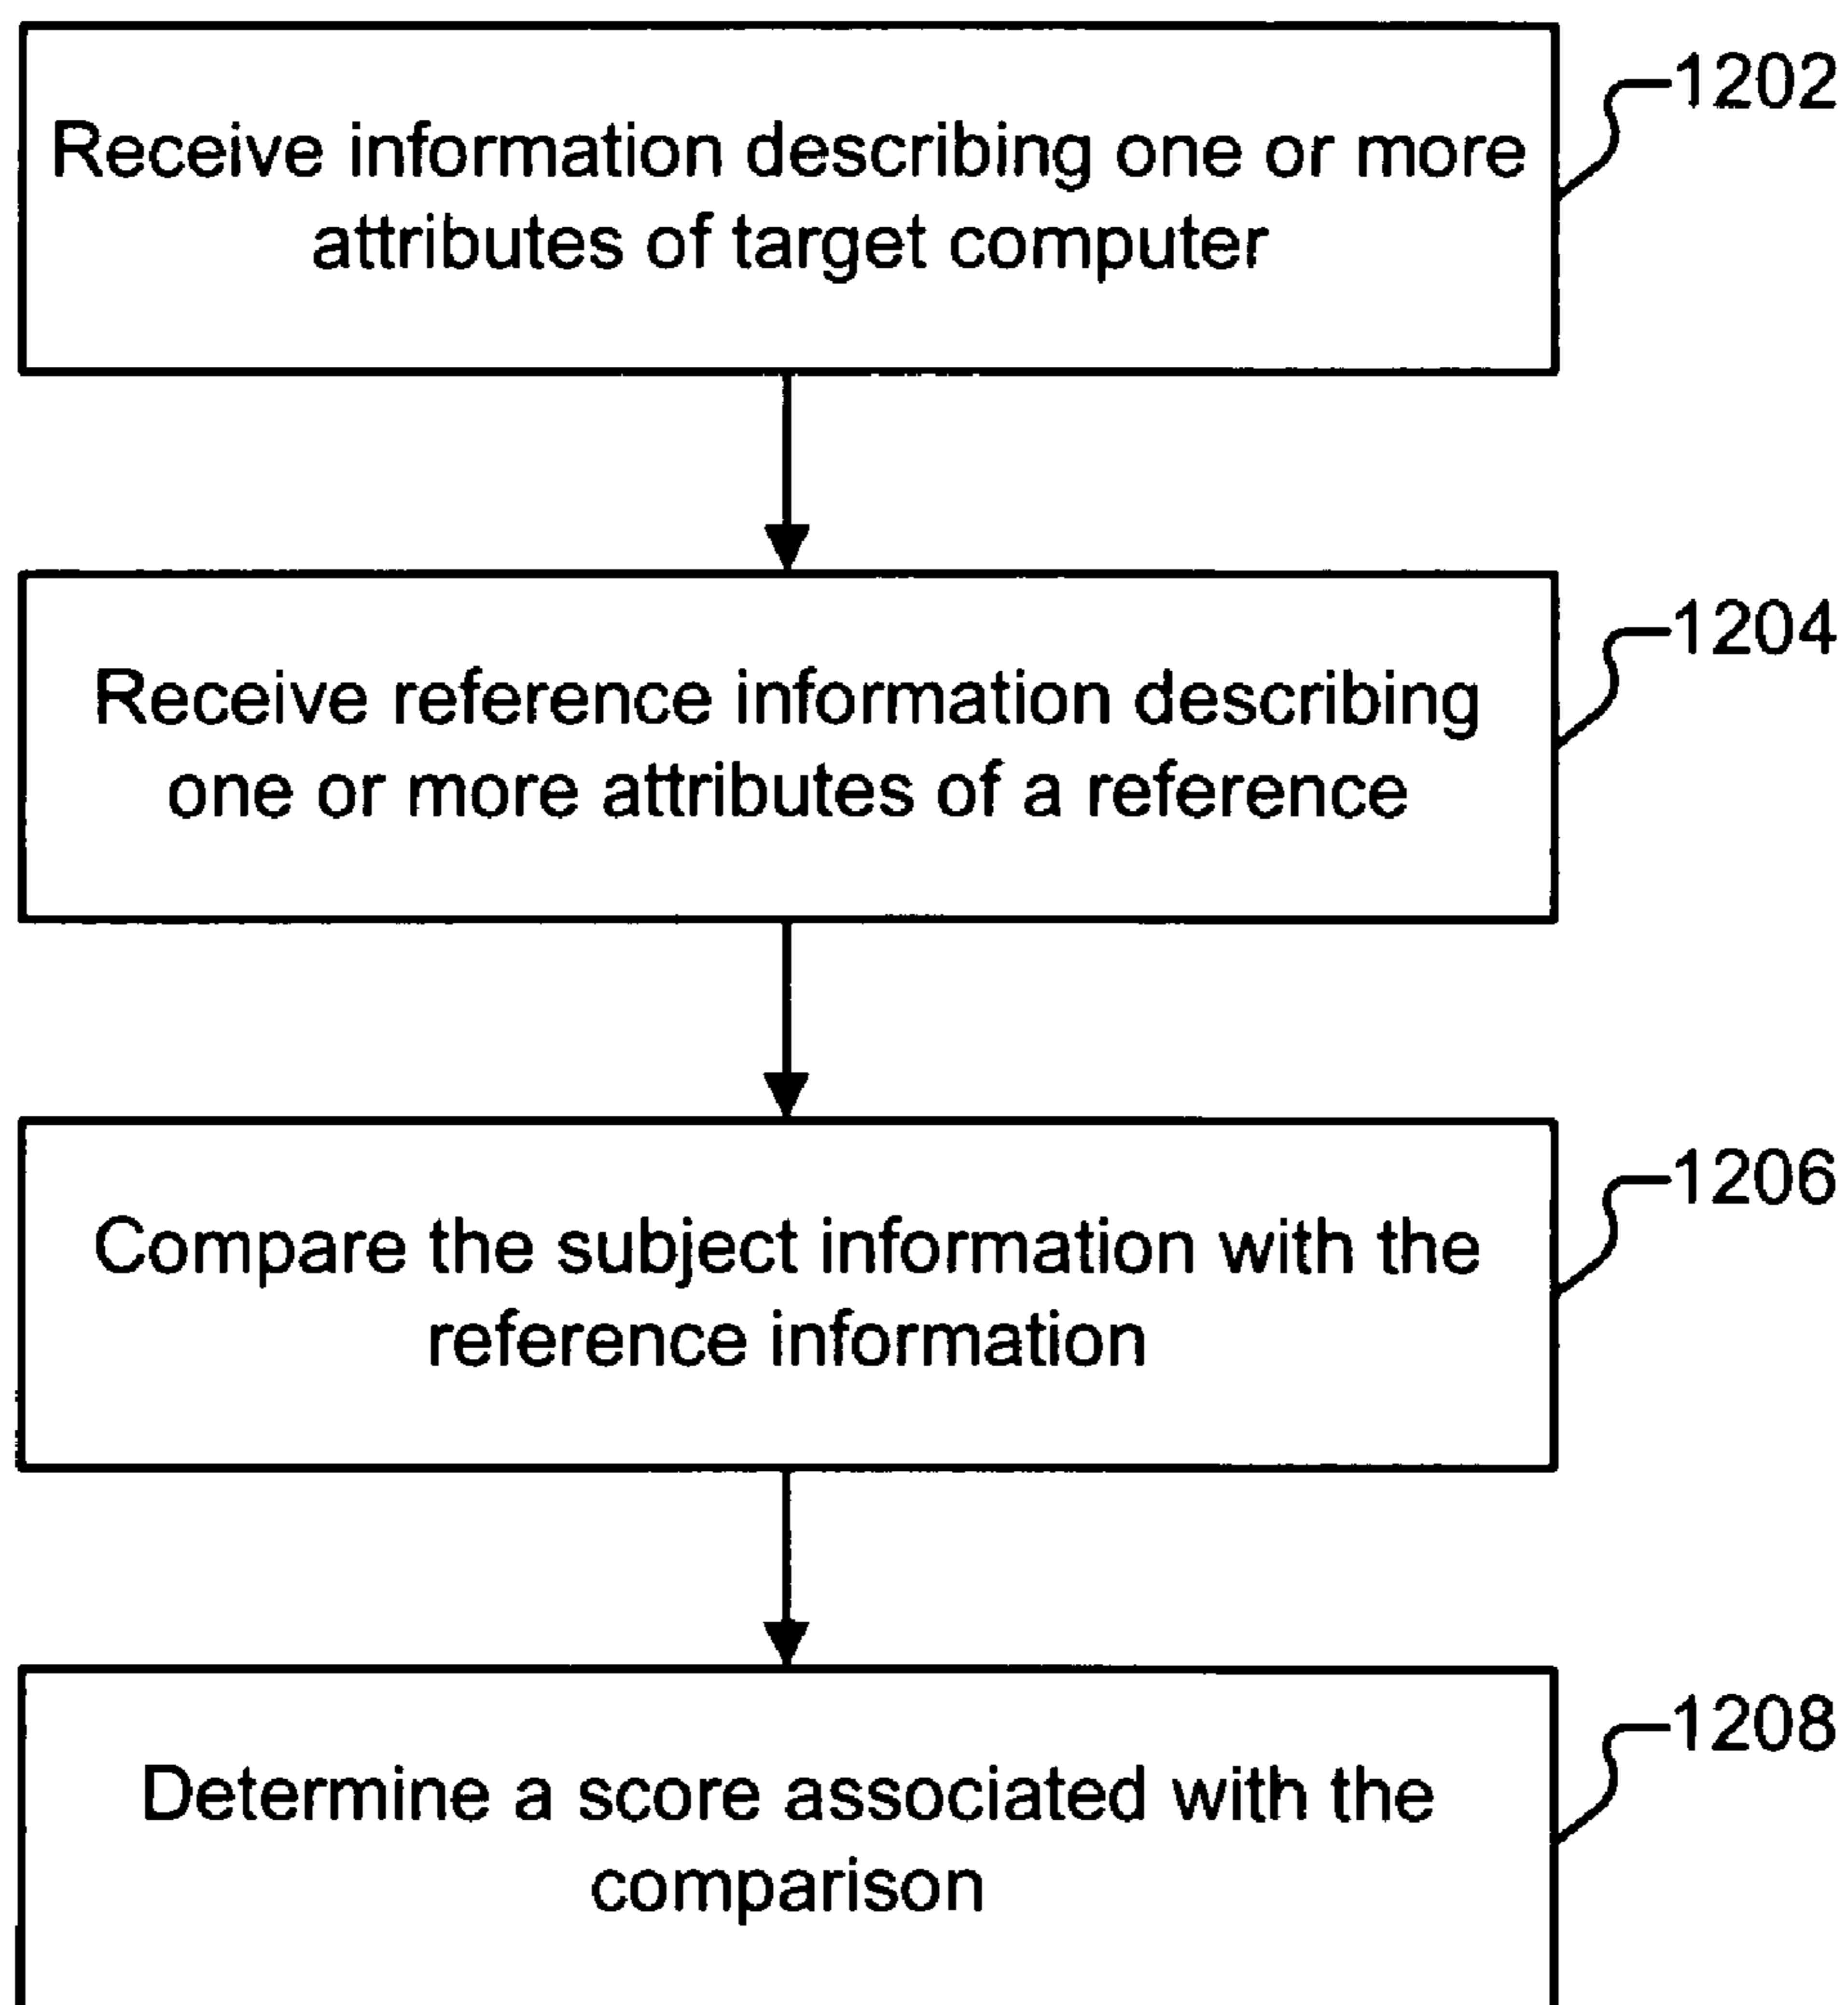 1202
Receive information describing one or more
attributes of target computer
1204
Receive reference information describing
one or more attributes of a reference
1206
Compare the subject information with the
reference information
1208
Determine a score associated with the
comparison